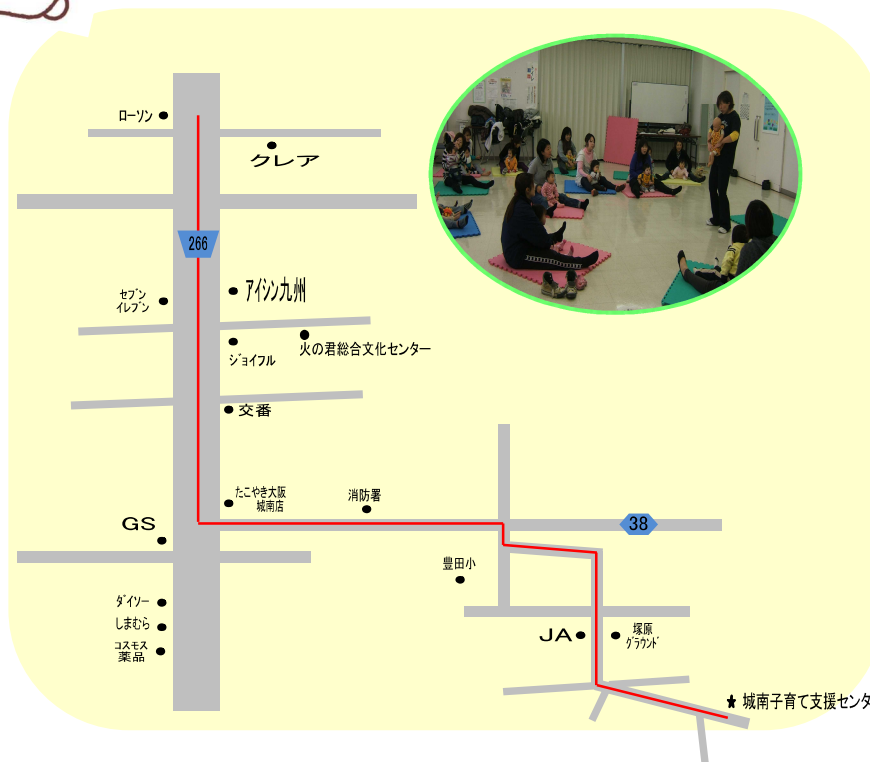 ローソン
クレア
266
アイシン九州
セブン
イレブン
火の君総合文化センター
ジョイフル
交番
たこやき大阪
城南店
消防署
GS
38
豊田小
ダイソー
しまむら
コスモス
薬品
JA
塚原
グラウンド
城南子育て支援センタ